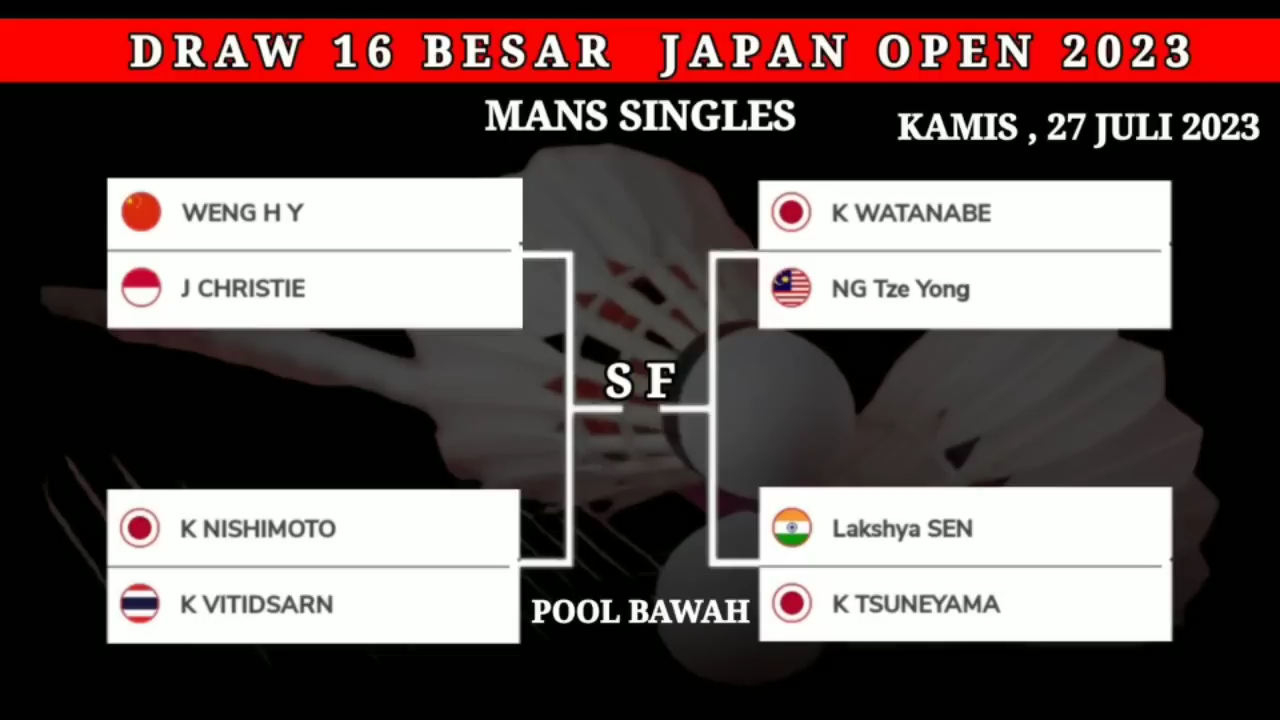 DRAW 16 BESAR JAPAN OPEN 2023
MANS SINGLES
KAMIS , 27 JULI 2023
WENG H Y
J CHRISTIE
K WATANABE
NG Tze Yong
S F
K NISHIMOTO
K VITIDSARN
POOL BAWAH
Lakshya SEN
K TSUNEYAMA